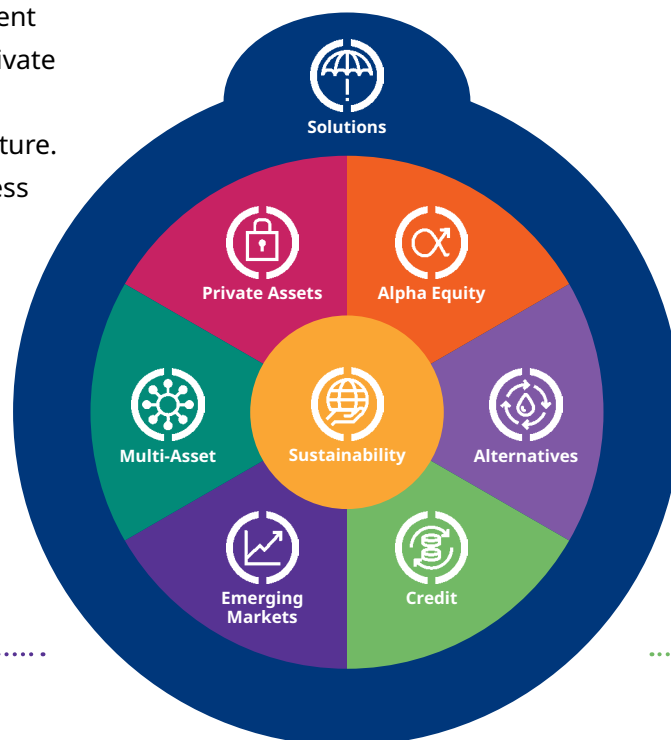 ent
ivate
ture.
ess
Solutions
Private Assets
Alpha Equity
Multi-Asset
Sustainability
Alternatives
Emerging
Markets
Credit